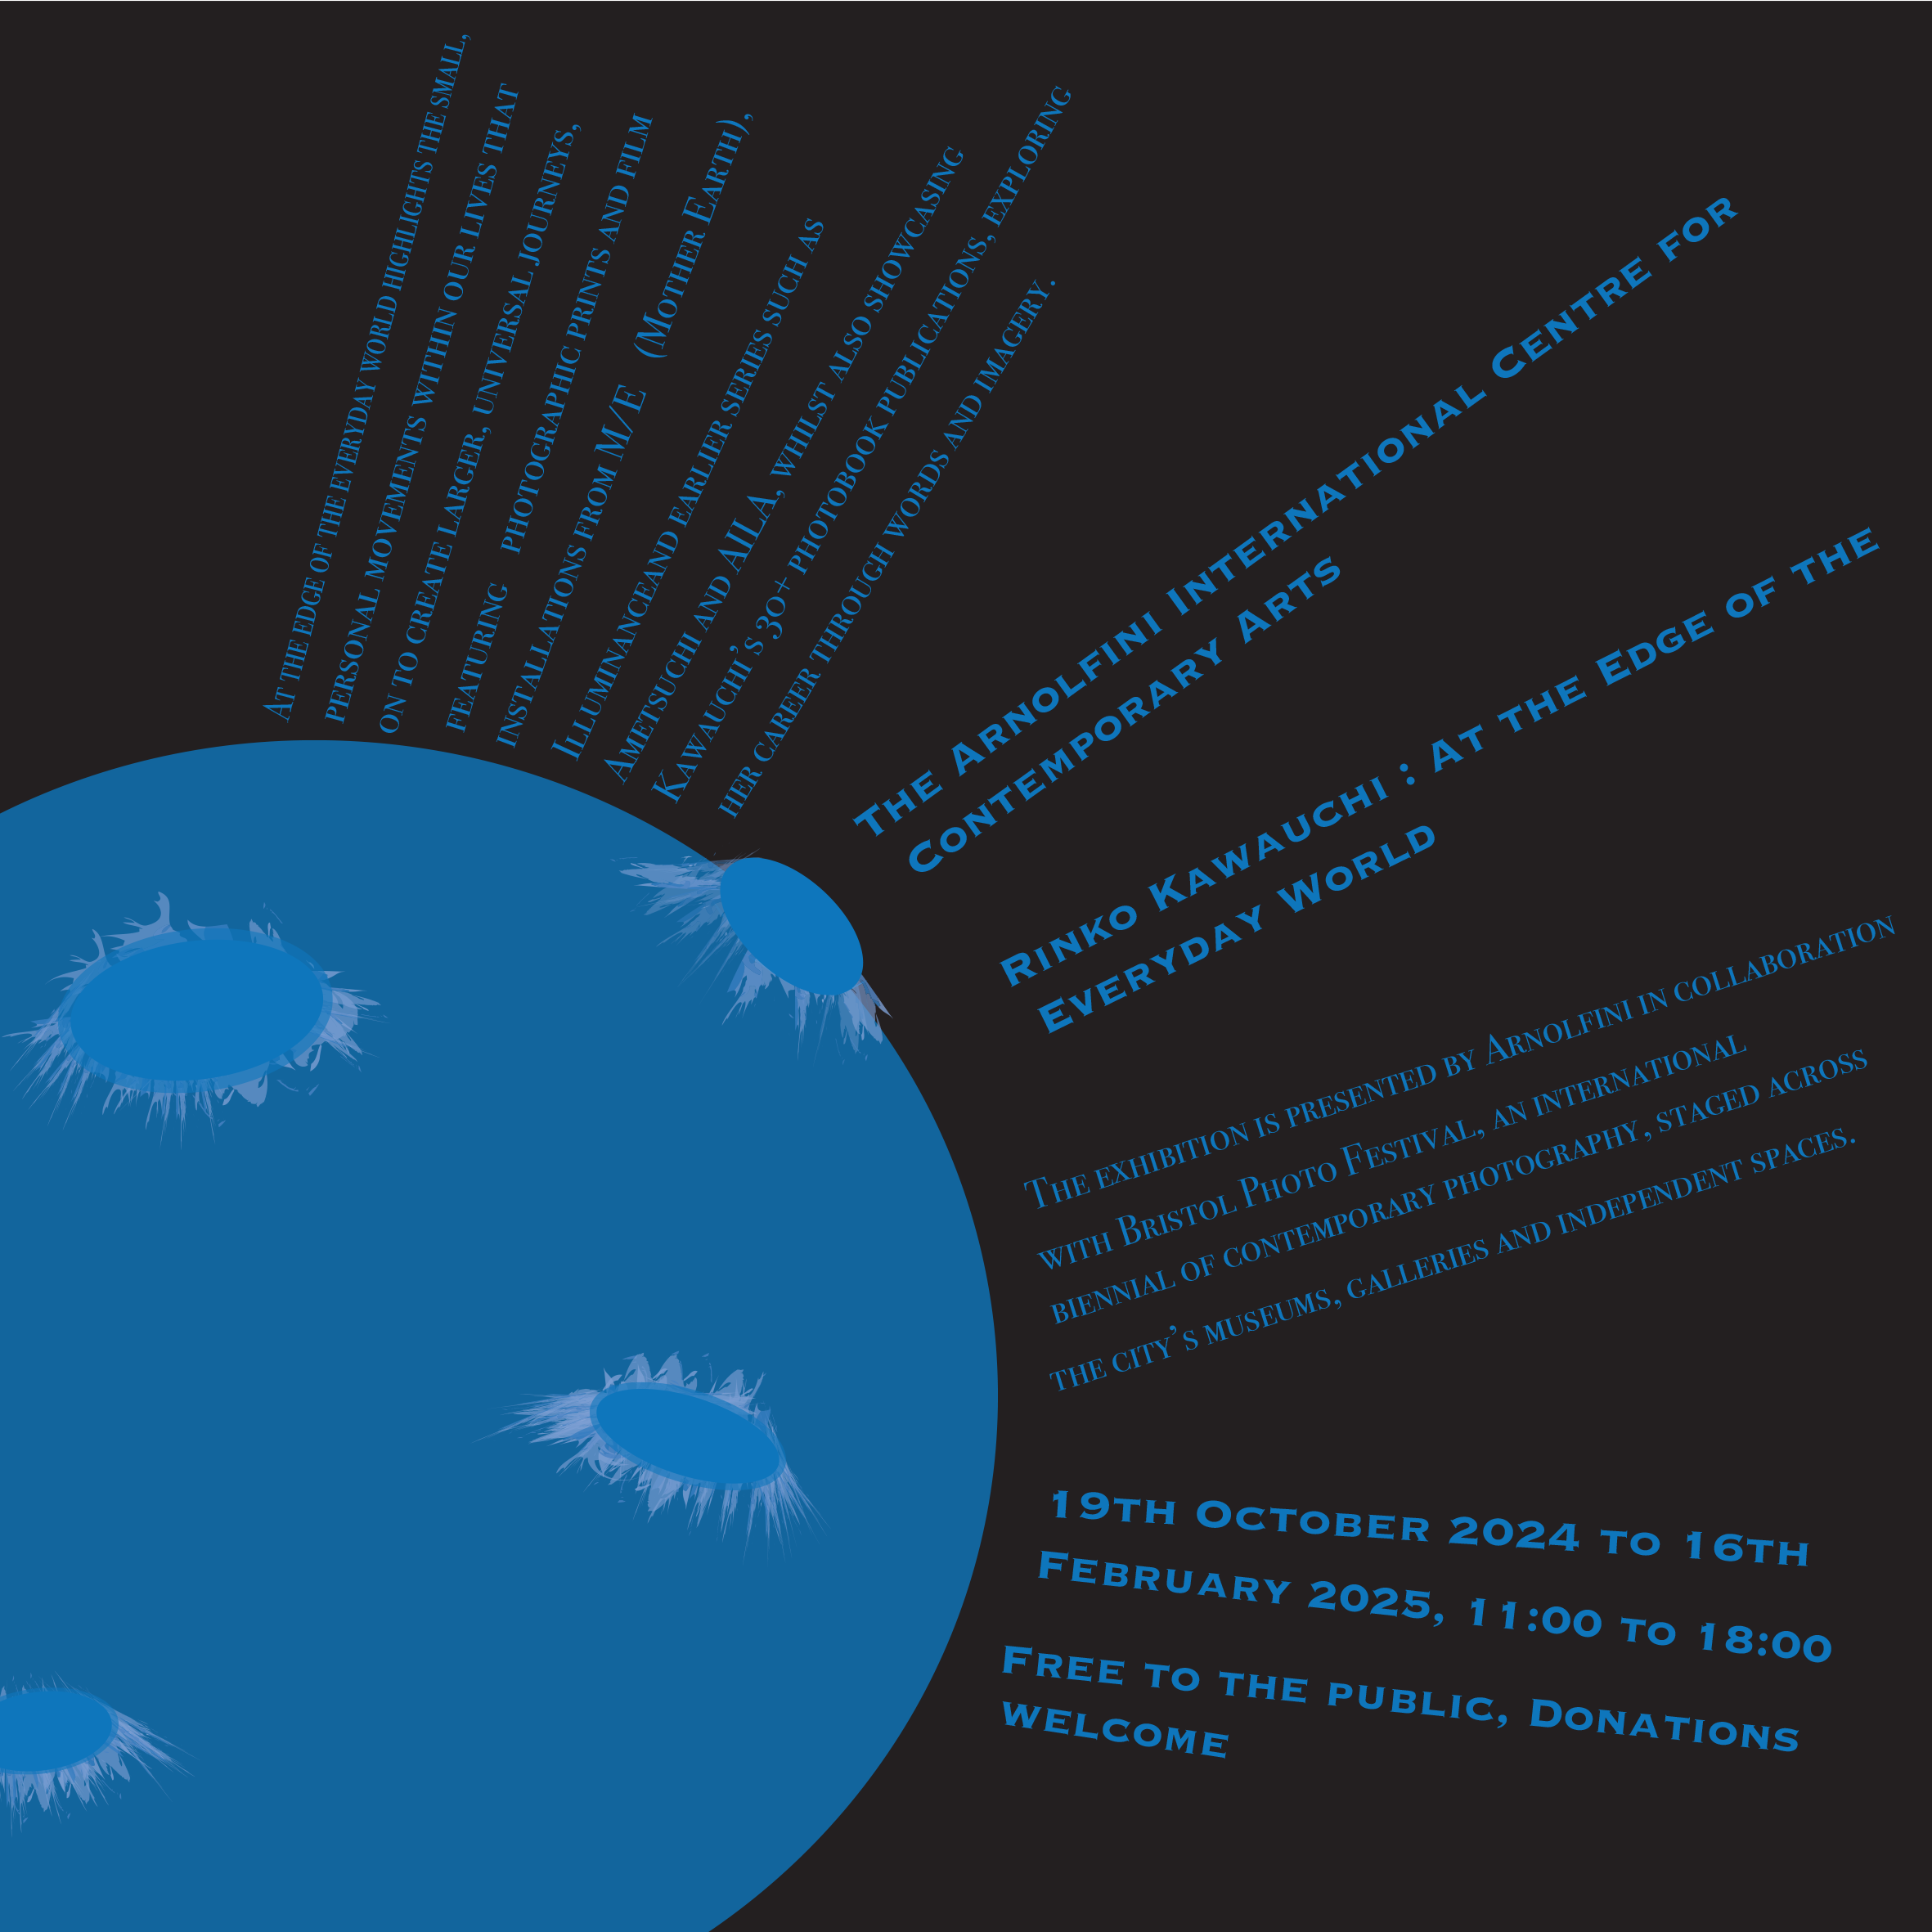 At the edge of the everyday world highlights the small,
personal movements within our lives that
on to create larger, universal journeys,
featuring photographic prints and film
installations from M/E (Mother Earth),
Illuminanceand earlier series such as
Ametsuchi and AILA, whilst also showcasing
Kawauchi's 30+ photobook publications, exploring
her career through words and imagery.
the Arnolfini International Centre for
Contemporary Arts
Rinko Kawauchi : At the Edge of the
Everyday World
The exhibition is presented by Arnolfini in collaboration
with Bristol Photo Festival, an international
biennial of contemporary photography, staged across
the city's museums, galleries and independent spaces.
19th October 2024 to 16th
February 2025, 11:00 to 18:00
Free to the public, Donations
welcome